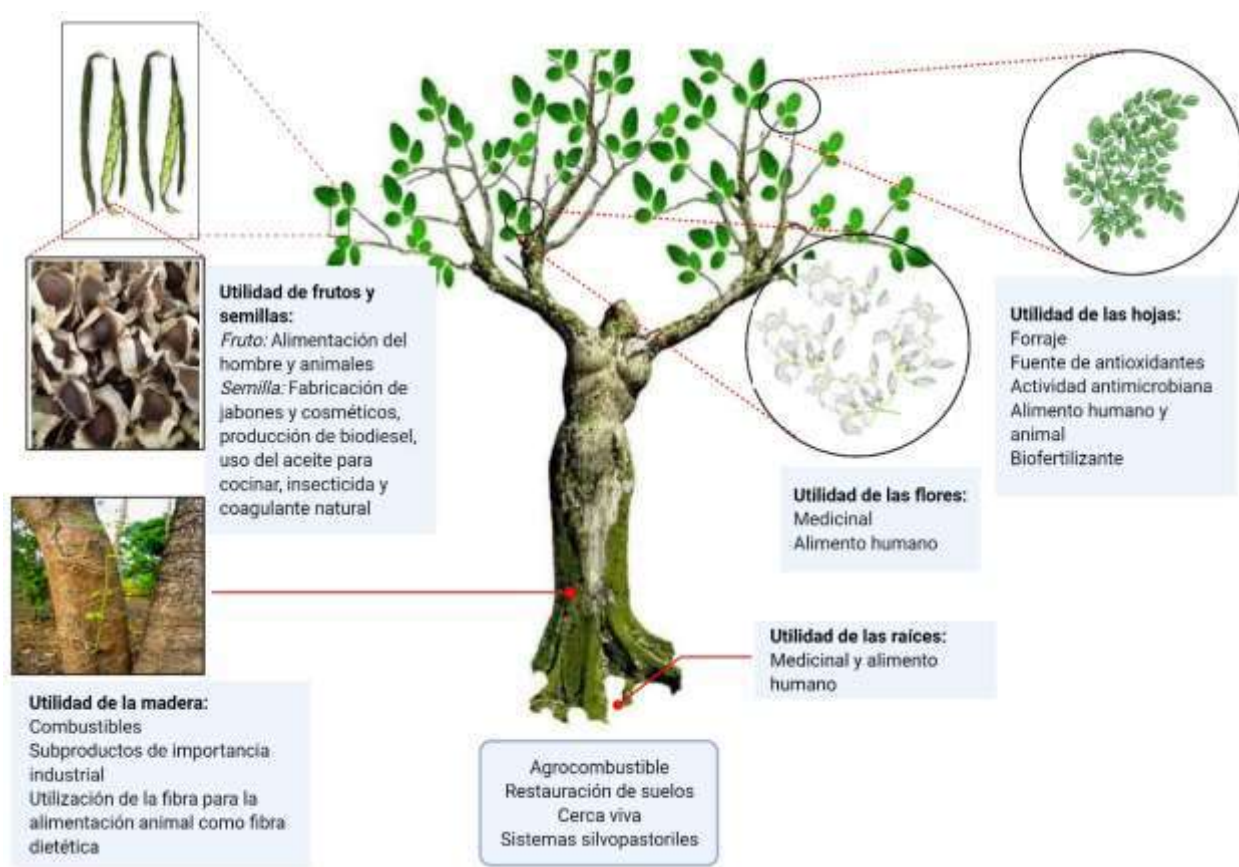 Utilidad de frutos y
semillas:
Fruto: Alimentación del
hombre y animales
Semilla: Fabricación de
jabones y cosméticos,
producción de biodiesel,
uso del aceite para
cocinar, insecticida y
coagulante natural
Utilidad de las hojas:
Forraje
Fuente de antioxidantes
Actividad antimicrobiana
Alimento humano y
animal
Biofertilizante
Utilidad de las flores:
Medicinal
Alimento humano
Utilidad de las raíces:
Medicinal y alimento
humano
Utilidad de la madera:
Combustibles
Subproductos de importancia
industrial
Utilización de la fibra para la
alimentación animal como fibra
dietética
Agrocombustible
Restauración de suelos
Cerca viva
Sistemas silvopastoriles